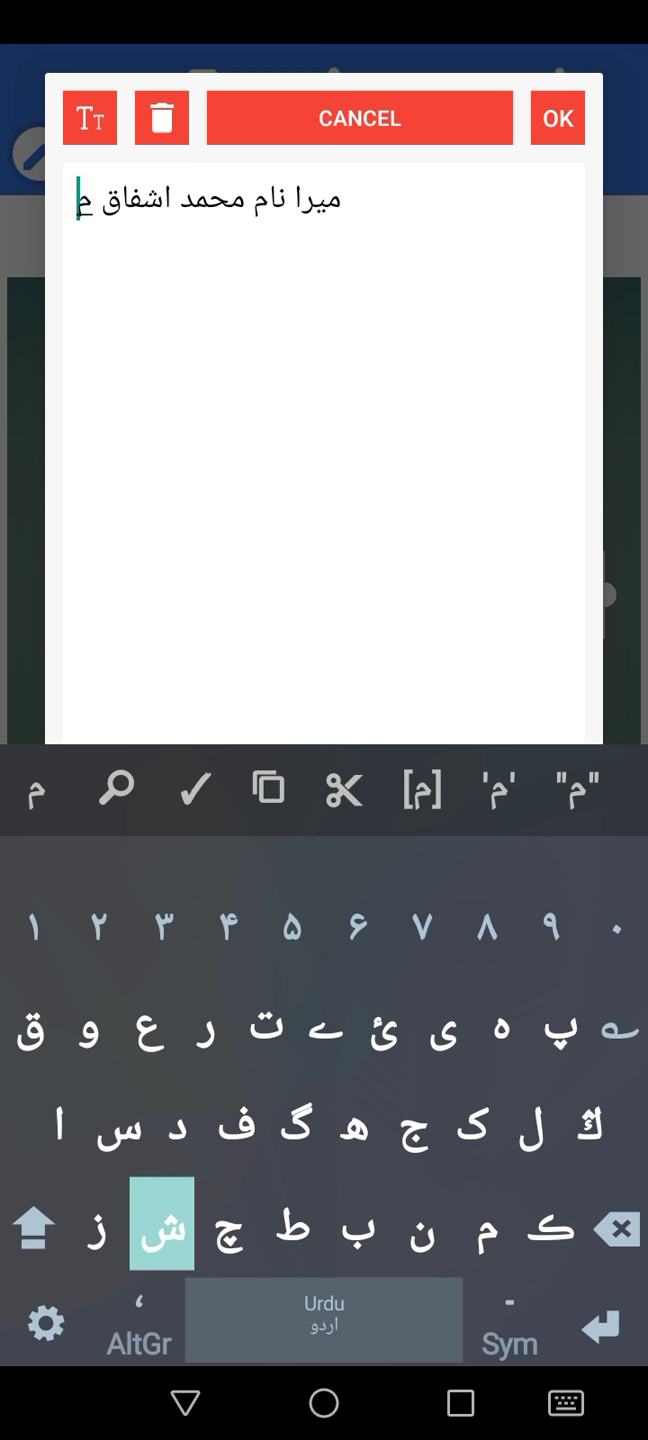 Tт
CANCEL
OK
میرا نام محمد اشفاق م
م
[م]
'م'
"م"
۱ ۲ ۳ ۴ ۵ ۶ ۷ ۸ ۹ ۰
ق و ع ر ت ے ئ ی ہ پ ؎
ا س د ف گ ھ ج ک ل ݣ
ز ش چ ط ب ن م ڪ
،
Urdu
-
AltGr
اردو
Sym